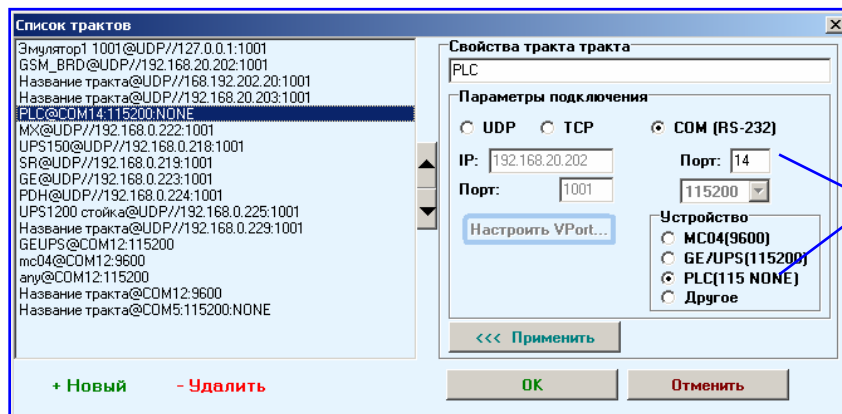 Список трактов
Эмулятор1 1001@UDP//127.0.0.1:1001
GSM_BRD@UDP//192.168.20.202:1001
Название тракта@UDP//168.192.202.20:1001
Название тракта@UDP//192.168.20.203:1001
PLC@COM14:115200:NONE
MX@UDP//192.168.0.222:1001
UPS150@UDP//192.168.0.218:1001
SR@UDP//192.168.0.219:1001
GE@UDP//192.168.0.223:1001
PDH@UDP//192.168.0.224:1001
UPS1200 стойка@UDP//192.168.0.225:1001
Название тракта@UDP//192.168.0.229:1001
GEUPS@COM12:115200
mc04@COM12:9600
any@COM12:115200
Название тракта@COM12:9600
Название тракта@COM5:115200:NONE
+ Новый - Удалить
Свойства тракта тракта
PLC
Параметры подключения
UDP TCP COM (RS-232)
IP: 192.168.20.202 Порт: 14
Порт: 1001 115200
Настроить VPort...
Устройство
MC04(9600)
GE/UPS(115200)
PLC(115 NONE)
Другое
<<< Применить
OK Отменить